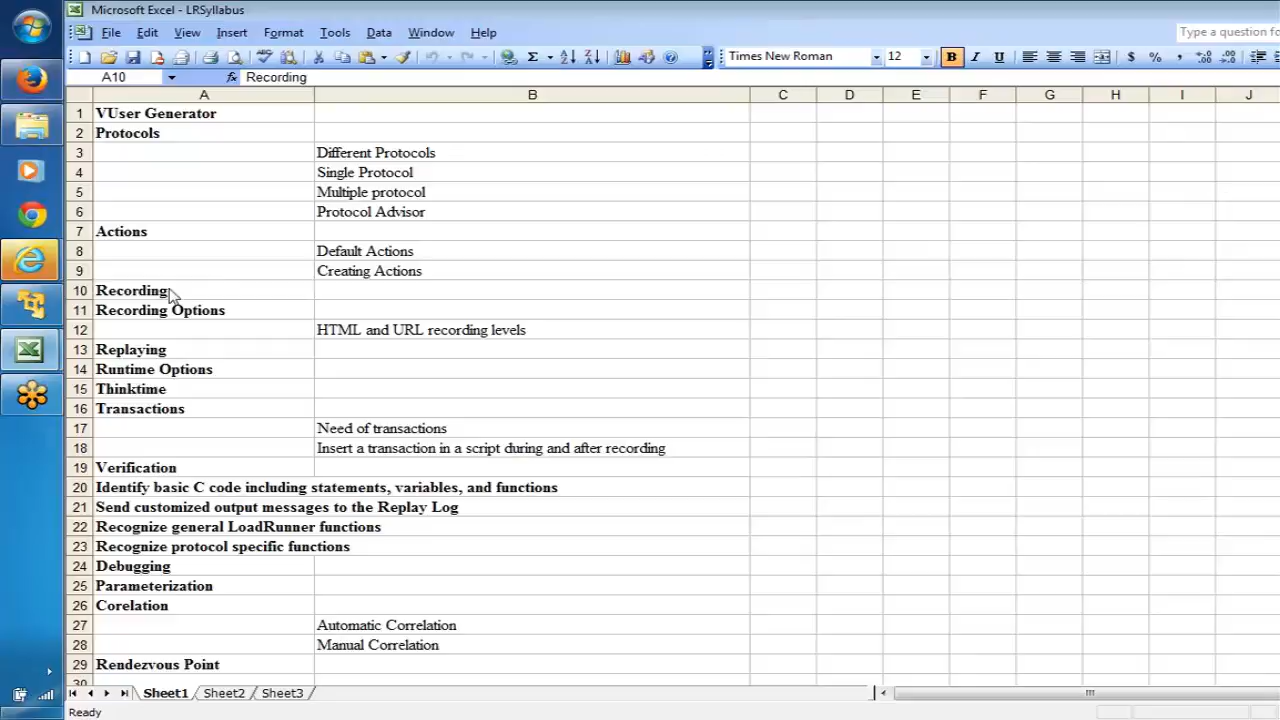 Microsoft Excel - LRSyllabus
File Edit View Insert Format Tools Data Window Help
Type a question fo
Times New Roman 12 B I U $ % ,
A10 fx Recording
A B C D E F G H I J
1 VUser Generator
2 Protocols
3 Different Protocols
4 Single Protocol
5 Multiple protocol
6 Protocol Advisor
7 Actions
8 Default Actions
9 Creating Actions
10 Recording
11 Recording Options
12 HTML and URL recording levels
13 Replaying
14 Runtime Options
15 Thinktime
16 Transactions
17 Need of transactions
18 Insert a transaction in a script during and after recording
19 Verification
20 Identify basic C code including statements, variables, and functions
21 Send customized output messages to the Replay Log
22 Recognize general LoadRunner functions
23 Recognize protocol specific functions
24 Debugging
25 Parameterization
26 Corelation
27 Automatic Correlation
28 Manual Correlation
29 Rendezvous Point
30
Sheet1 Sheet2 Sheet3
Ready